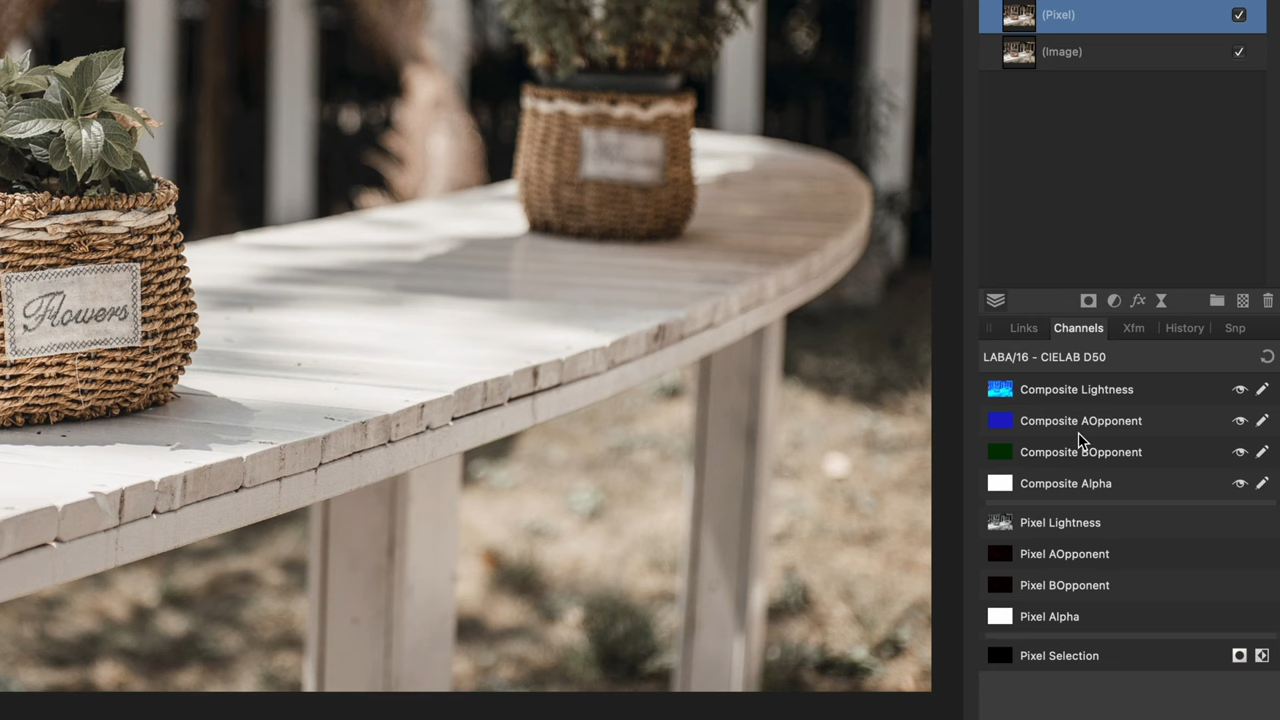 (Pixel)
(Image)
Flowers
Links Channels Xfm History Snp
LABA/16 - CIELAB D50
Composite Lightness
Composite AOpponent
Composite BOpponent
Composite Alpha
Pixel Lightness
Pixel AOpponent
Pixel BOpponent
Pixel Alpha
Pixel Selection